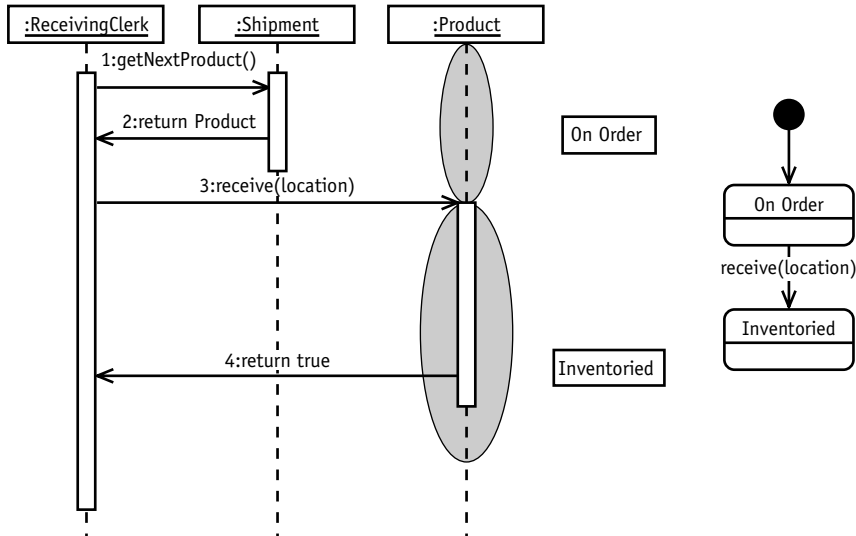 :ReceivingClerk
:Shipment
:Product
1:getNextProduct()
2:return Product
3:receive(location)
4:return true
On Order
Inventoried
On Order
receive(location)
Inventoried